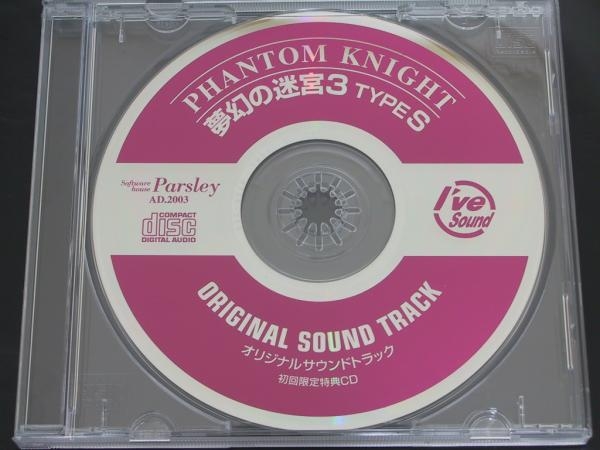 PHANTOM KNIGHT
夢幻の迷宮3 TYPE S
Software house Parsley
AD.2003
COMPACT
disc
DIGITAL AUDIO
I've
Sound
ORIGINAL SOUND TRACK
オリジナルサウンドトラック
初回限定特典CD